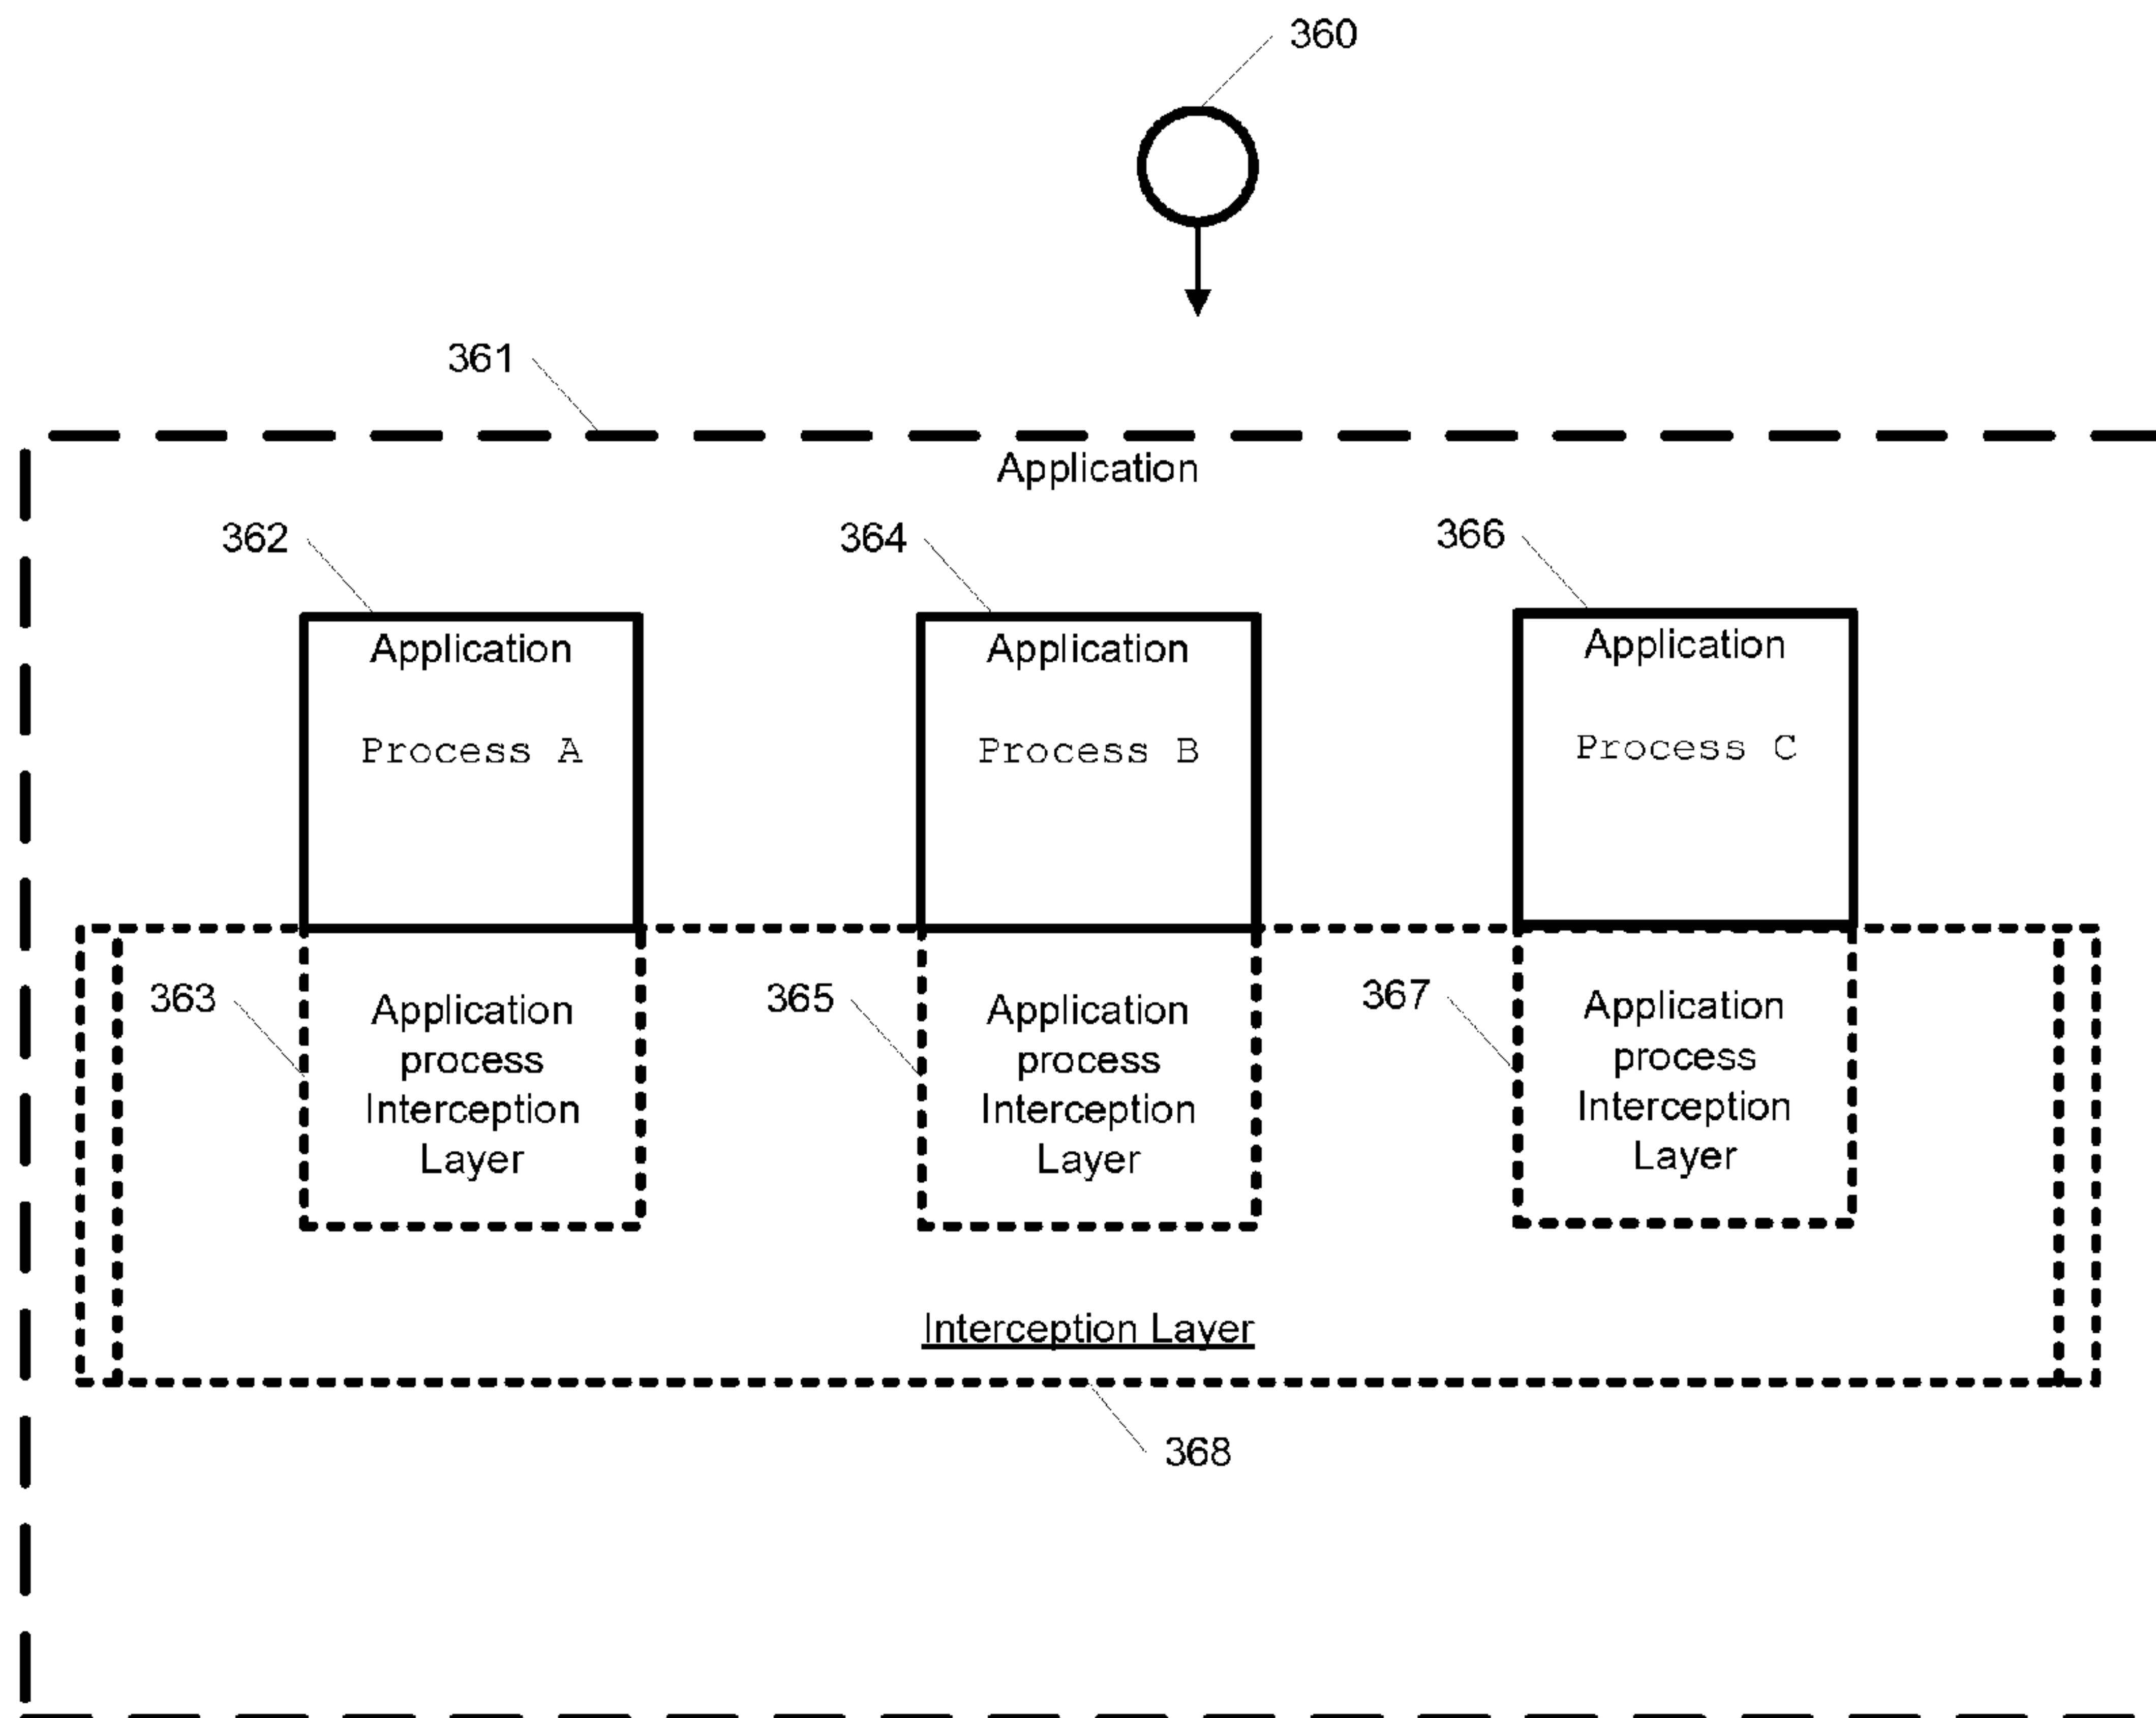 360
361
Application
362
364
366
Application
Application
Application
Process A
Process B
Process C
363
365
367
Application
process
Interception
Layer
Application
process
Interception
Layer
Application
process
Interception
Layer
Interception Layer
368